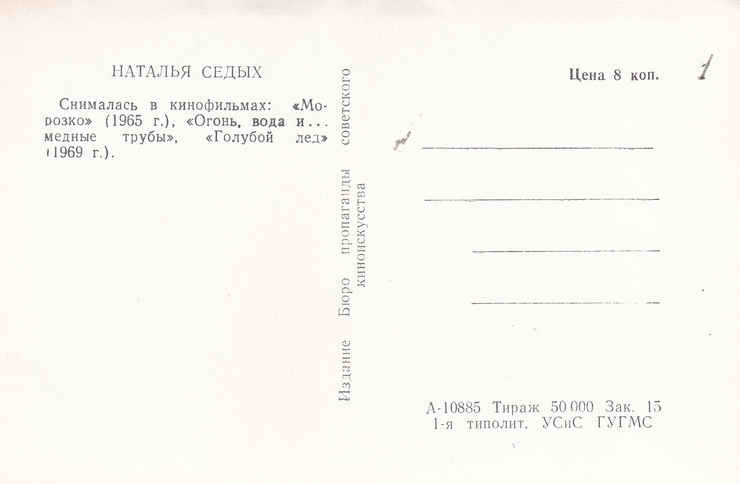 НАТАЛЬЯ СЕДЫХ
Снималась в кинофильмах: «Мо-
розко» (1965 г.), «Огонь, вода и...
медные трубы», «Голубой лед»
(1969 г.).
Издание Бюро пропаганды советского
киноискусства
Цена 8 коп.
1
А-10885 Тираж 50 000 Зак. 15
1-я типолит. УСиС ГУГМС